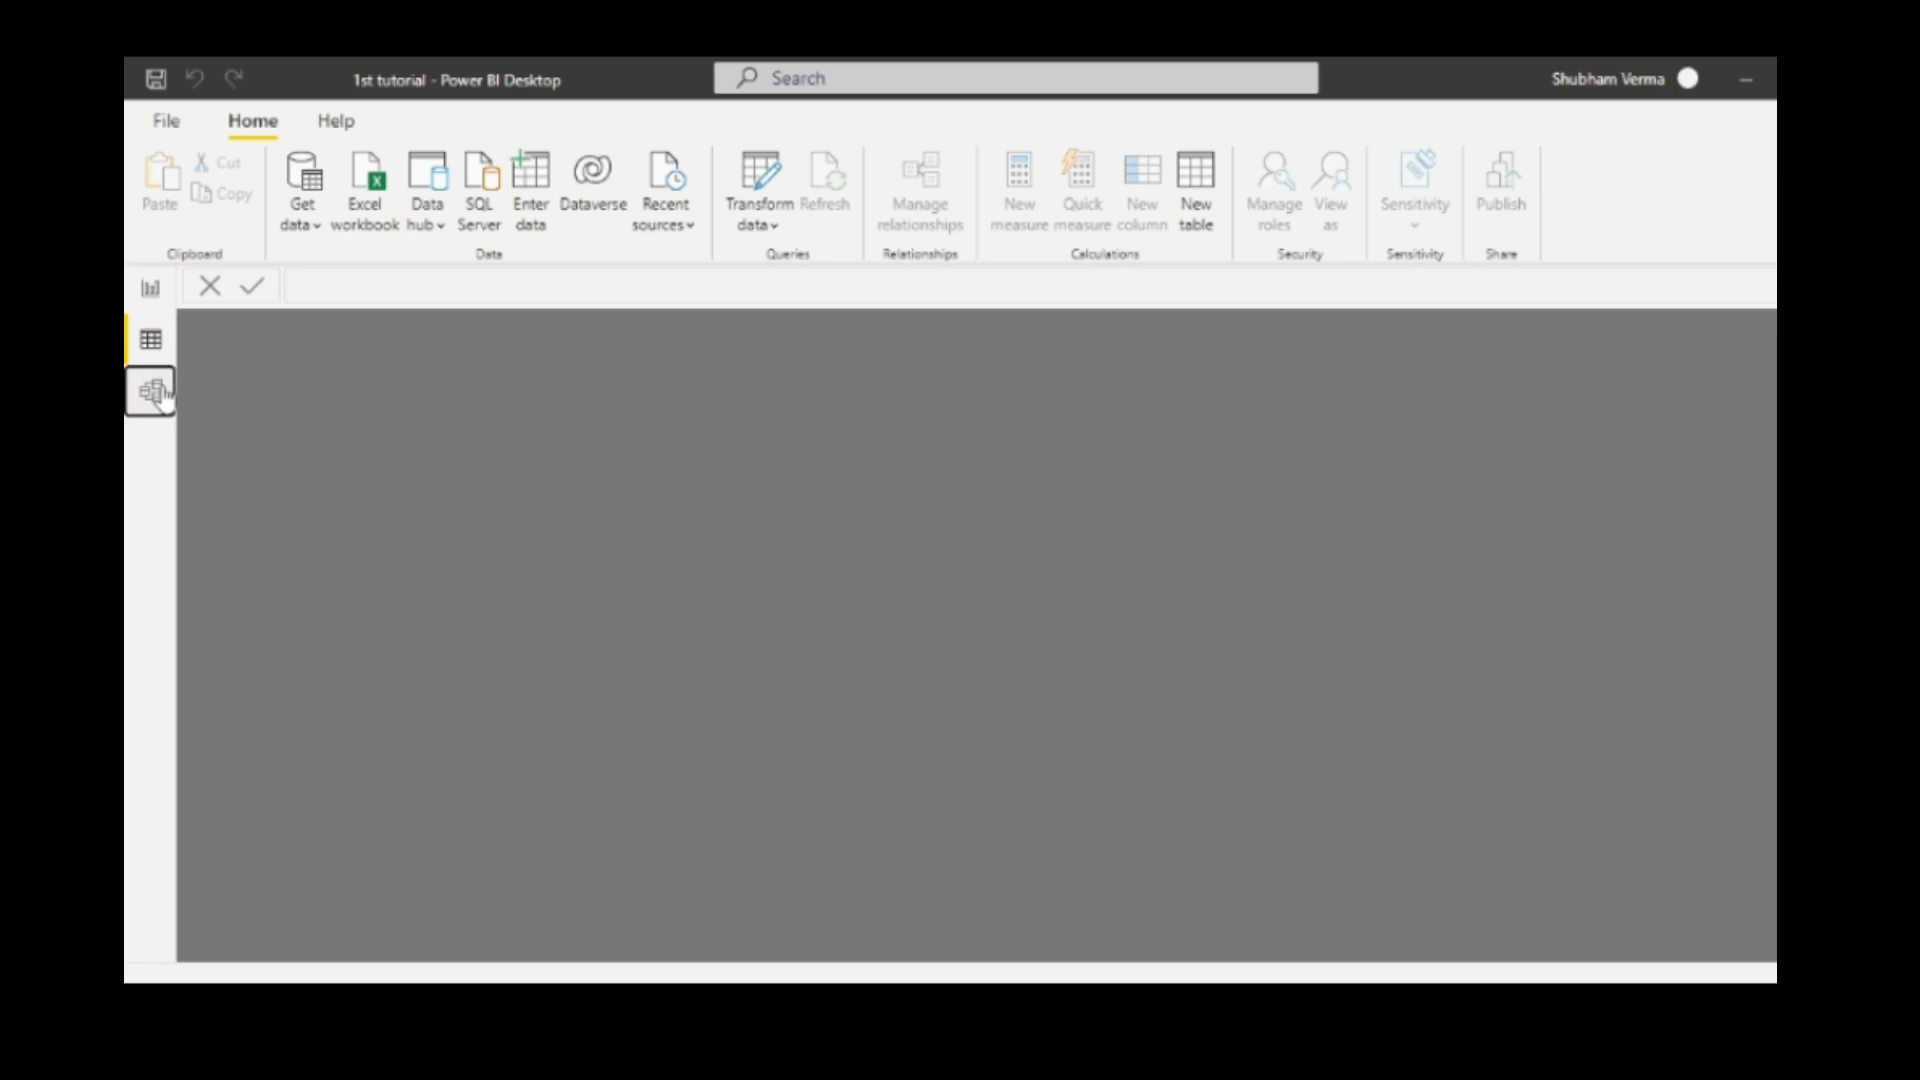 1st tutorial - Power BI Desktop
Search
Shubham Verma
File Home Help
Paste
Cut
Copy
Clipboard
Get data
Excel workbook
Data hub
SQL Server
Enter data
Dataverse
Recent sources
Data
Transform data
Refresh
Queries
Manage relationships
Relationships
New measure
Quick measure
New column
New table
Calculations
Manage roles
View as
Security
Sensitivity
Sensitivity
Publish
Share